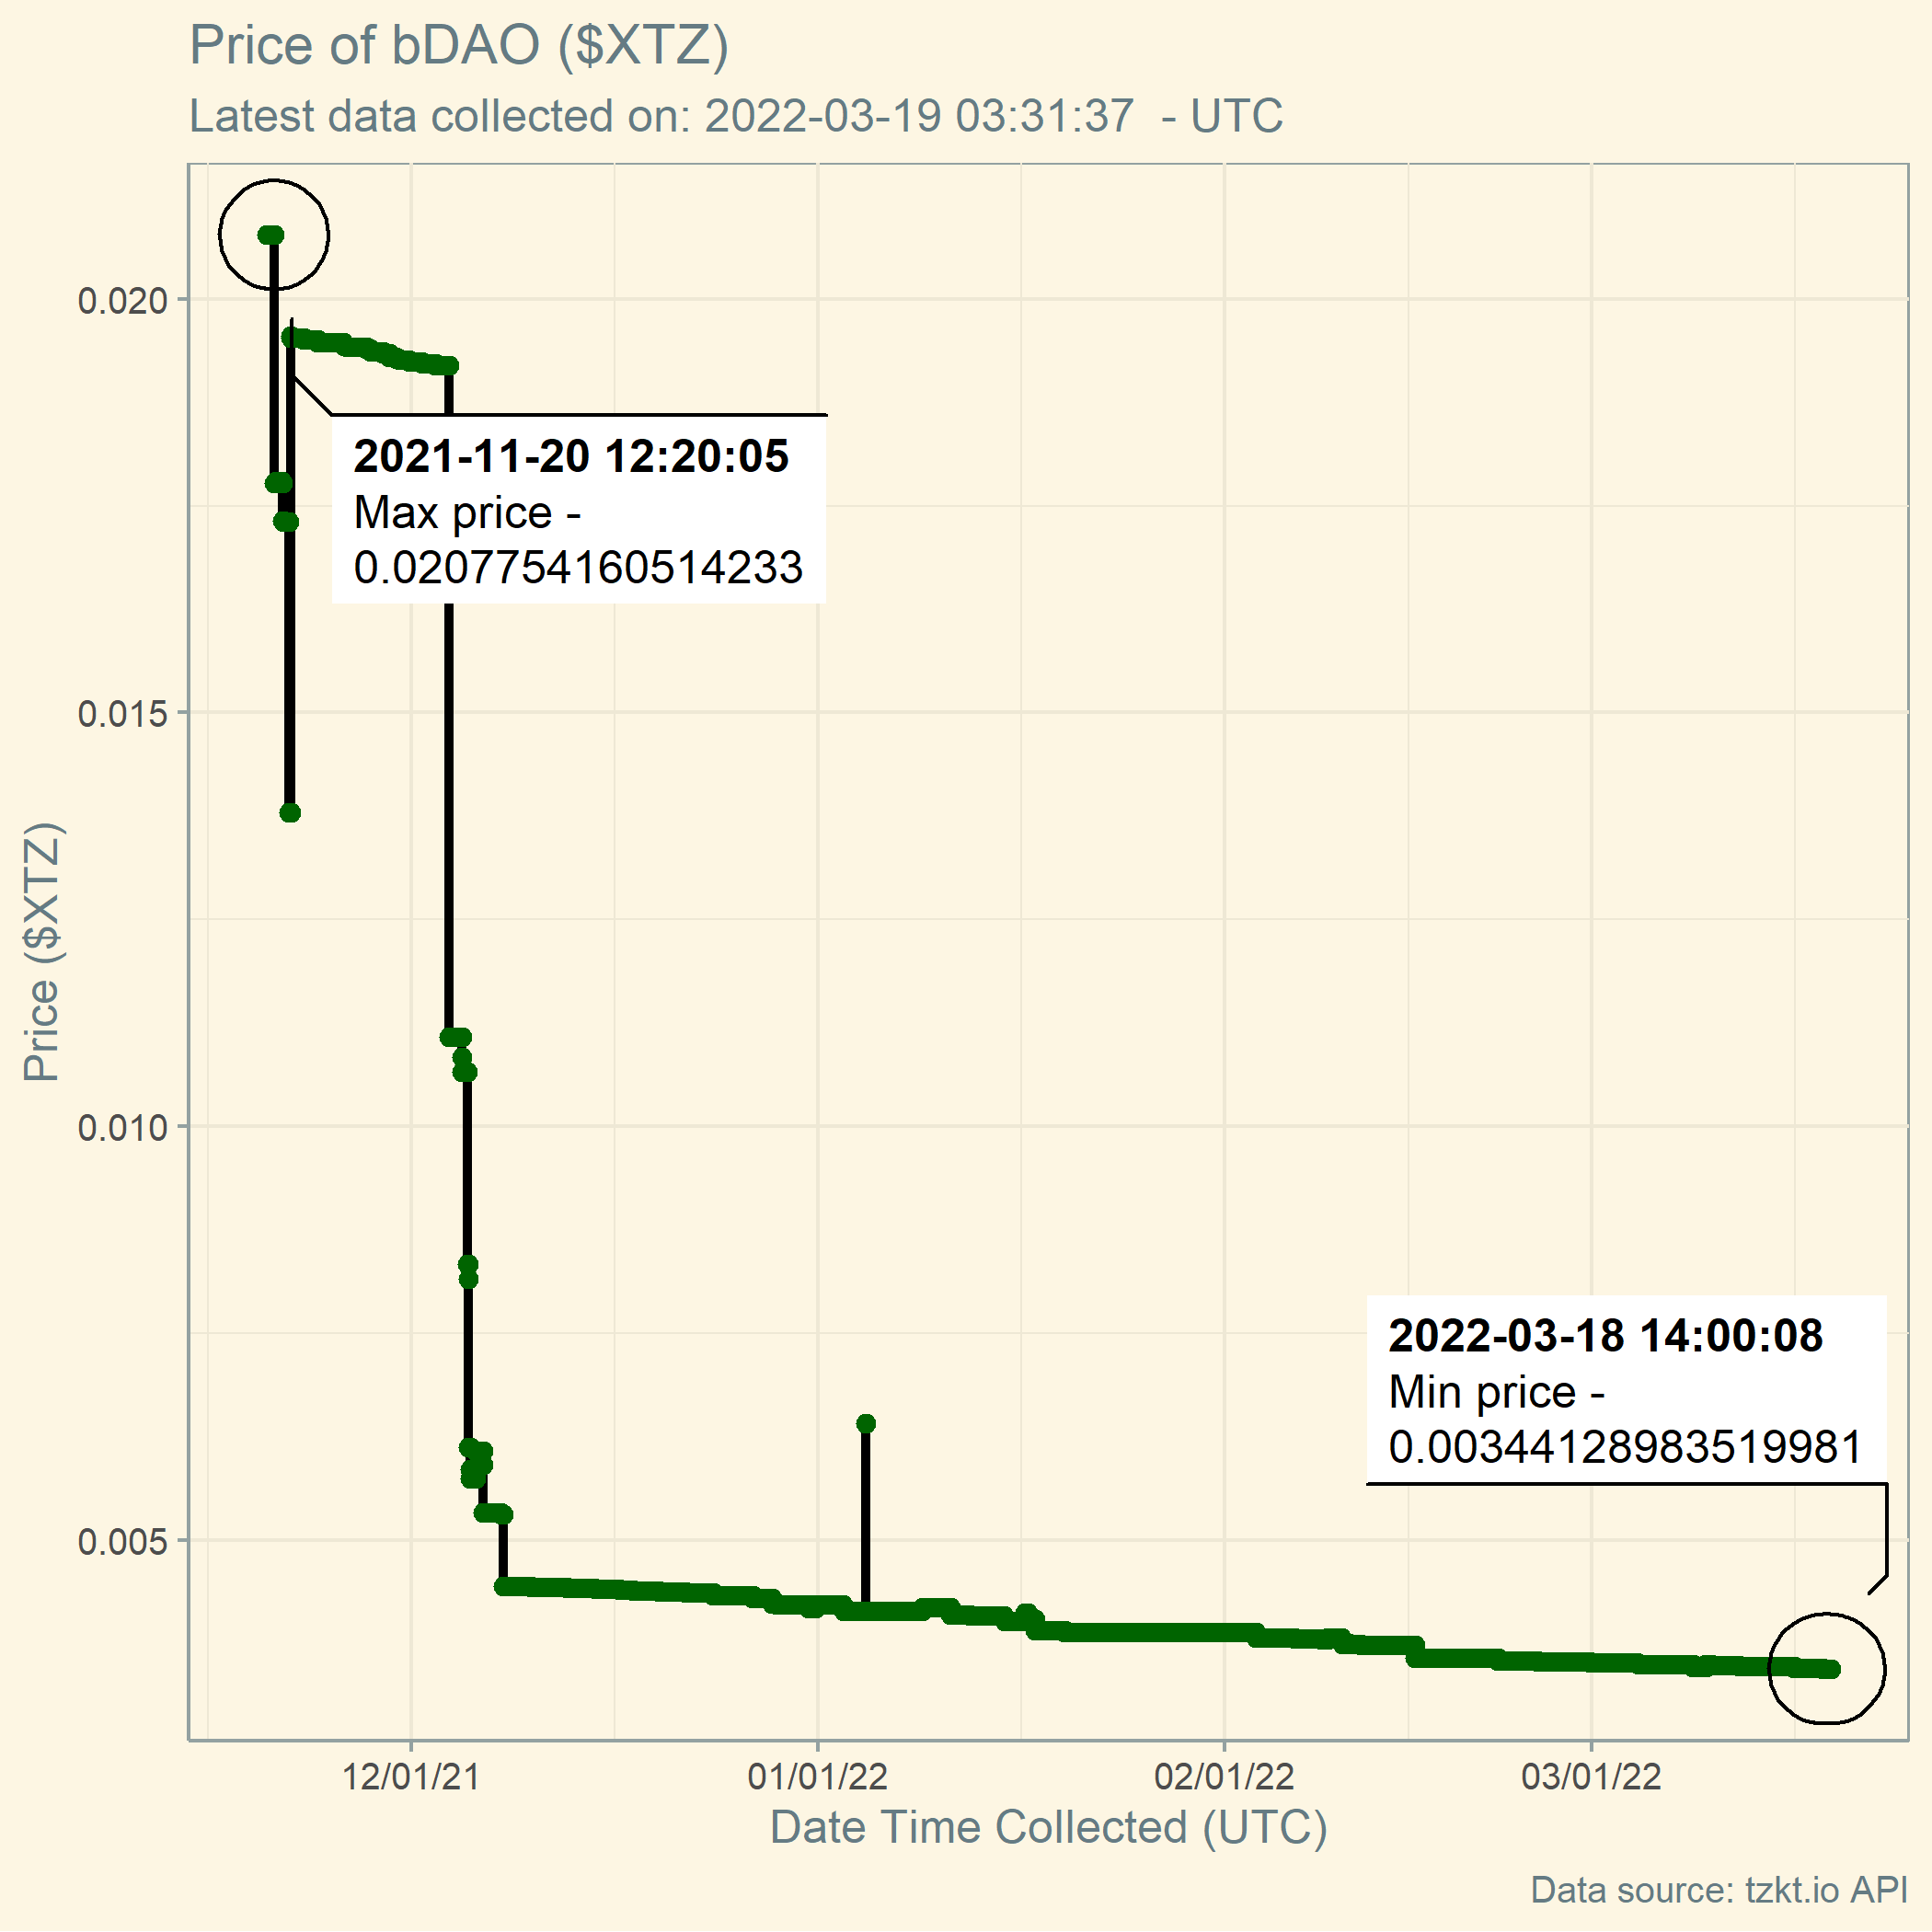 Price of bDAO ($XTZ)
Latest data collected on: 2022-03-19 03:31:37  - UTC
0.020
0.015
0.010
0.005
Price ($XTZ)
2021-11-20 12:20:05
Max price -
0.0207754160514233
2022-03-18 14:00:08
Min price -
0.00344128983519981
12/01/21
01/01/22
02/01/22
03/01/22
Date Time Collected (UTC)
Data source: tzkt.io API